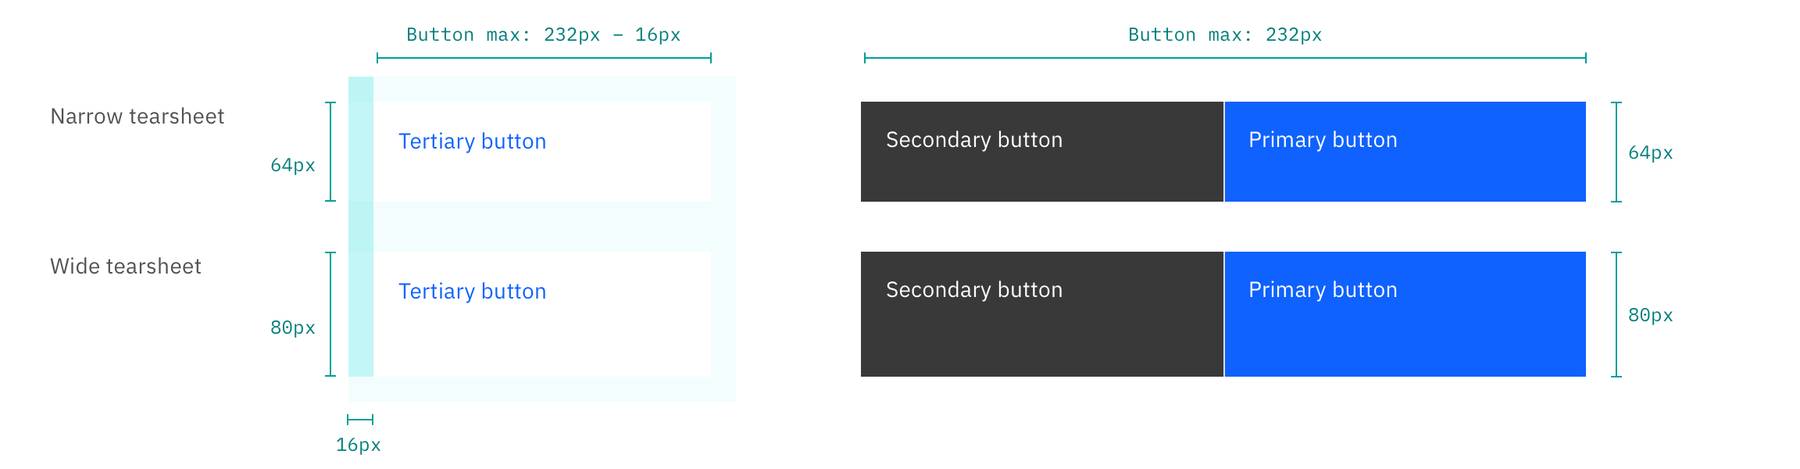 Button max: 232px – 16px
Button max: 232px
Narrow tearsheet
64px
Tertiary button
Secondary button
Primary button
64px
Wide tearsheet
80px
Tertiary button
Secondary button
Primary button
80px
16px